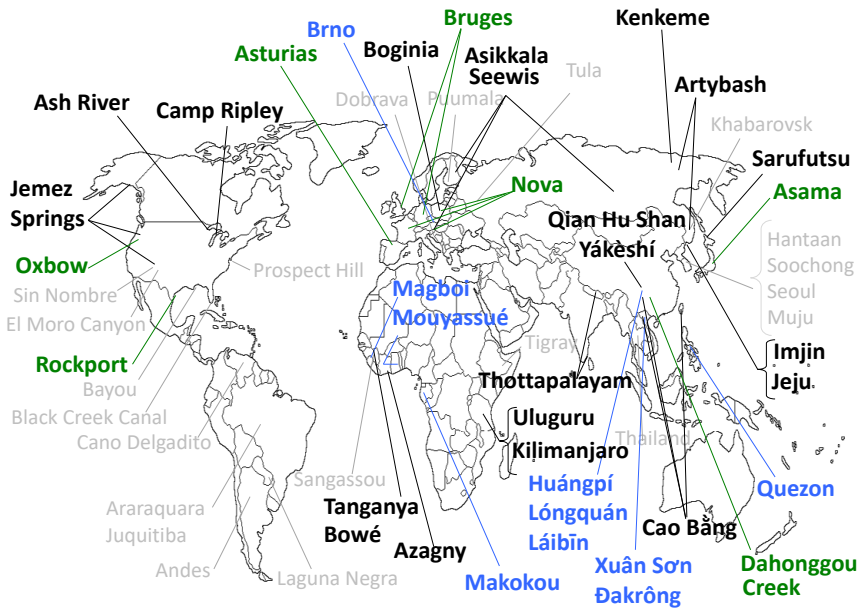 Kenkeme
Bruges
Brno
Asturias
Boginia
Asikkala
Seewis
Tula
Dobrava
Puumala
Artybash
Ash River
Camp Ripley
Khabarovsk
Sarufutsu
Asama
Jemez
Springs
Nova
Qian Hu Shan
Yákèshí
Hantaan
Soochong
Seoul
Muju
Oxbow
Prospect Hill
Sin Nombre
El Moro Canyon
Magboi
Mouyassué
Tigray
Rockport
Imjin
Jeju
Bayou
Thottapalayam
Black Creek Canal
Cano Delgadito
Uluguru
Kilimanjaro
Thailand
Sangassou
Huángpí
Lóngquán
Láibīn
Quezon
Araraquara
Juquitiba
Tanganya
Bowé
Cao Bằng
Azagny
Xuân Sơn
Đakrông
Dahonggou
Creek
Andes
Laguna Negra
Makokou